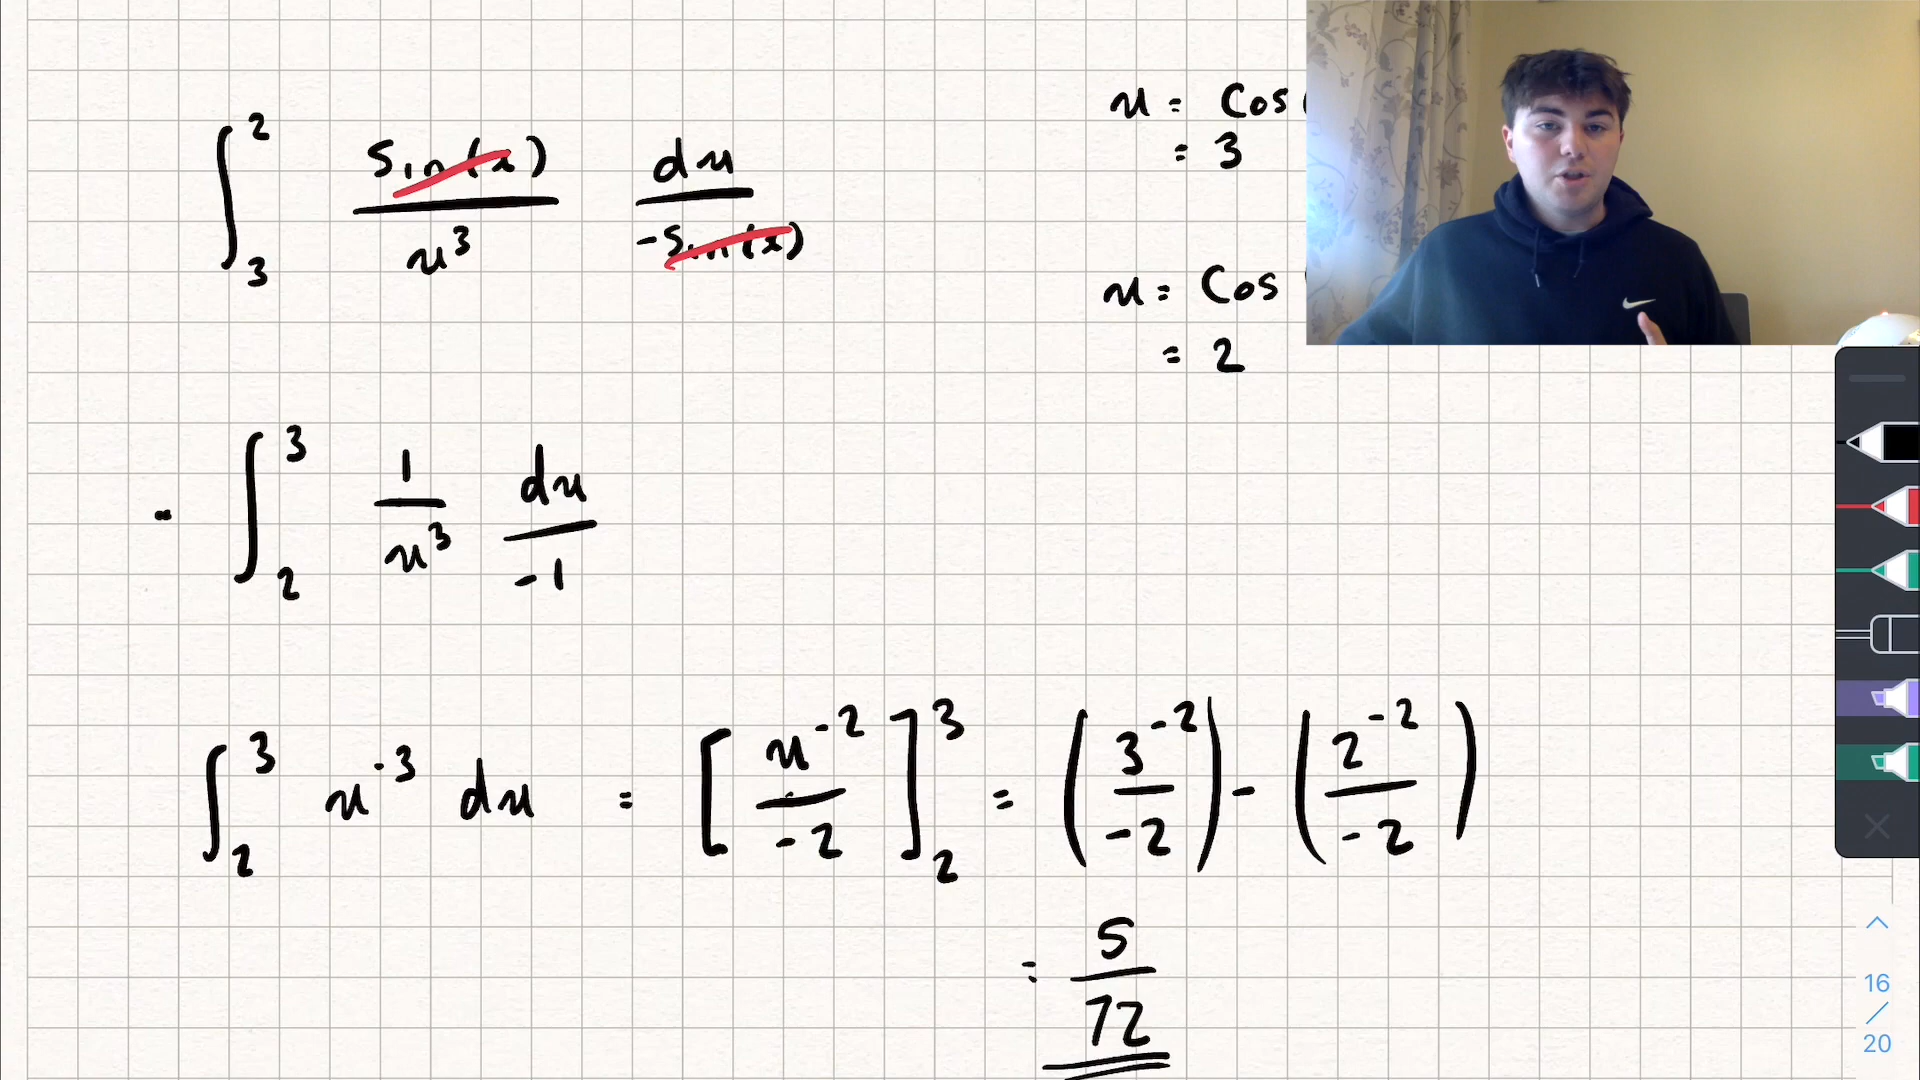 ∫₃² sin(x)/u³ du/-sin(x)
u = Cos
= 3
u = Cos
= 2
- ∫₂³ 1/u³ du/-1
∫₂³ u⁻³ du = [u⁻²/-2]₂³ = (3⁻²/-2) - (2⁻²/-2)
= 5/72
16
/
20